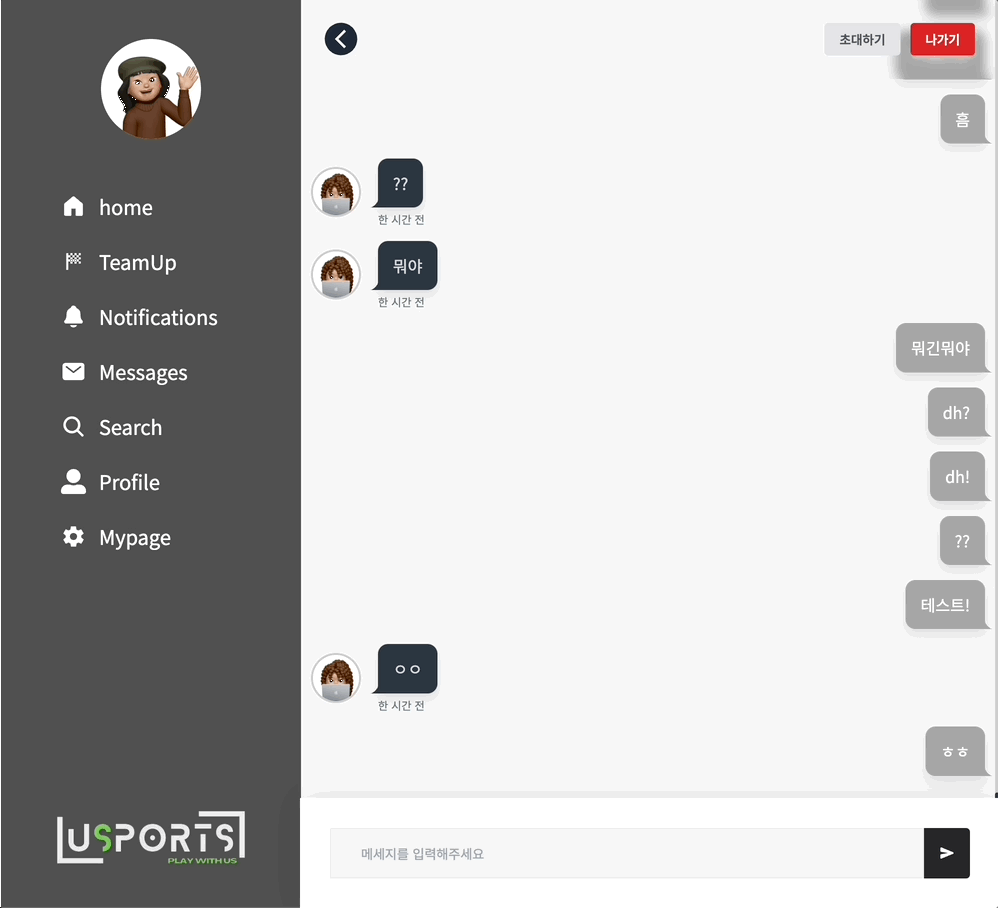 home
TeamUp
Notifications
Messages
Search
Profile
Mypage
USPORTS
PLAY WITH US
초대하기
나가기
흠
??
한 시간 전
뭐야
한 시간 전
뭐긴뭐야
dh?
dh!
??
테스트!
ㅇㅇ
한 시간 전
ㅎㅎ
메세지를 입력해주세요